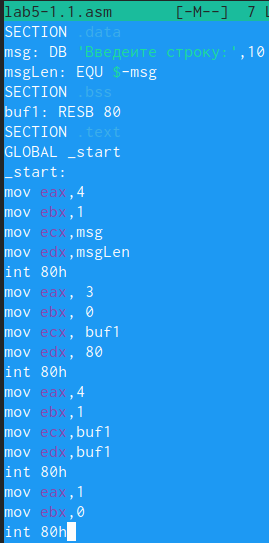 lab5-1.1.asm [-M--] 7 L
SECTION .data
msg: DB 'Введите строку:',10
msgLen: EQU $-msg
SECTION .bss
buf1: RESB 80
SECTION .text
GLOBAL _start
_start:
mov eax,4
mov ebx,1
mov ecx,msg
mov edx,msgLen
int 80h
mov eax, 3
mov ebx, 0
mov ecx, buf1
mov edx, 80
int 80h
mov eax,4
mov ebx,1
mov ecx,buf1
mov edx,buf1
int 80h
mov eax,1
mov ebx,0
int 80h